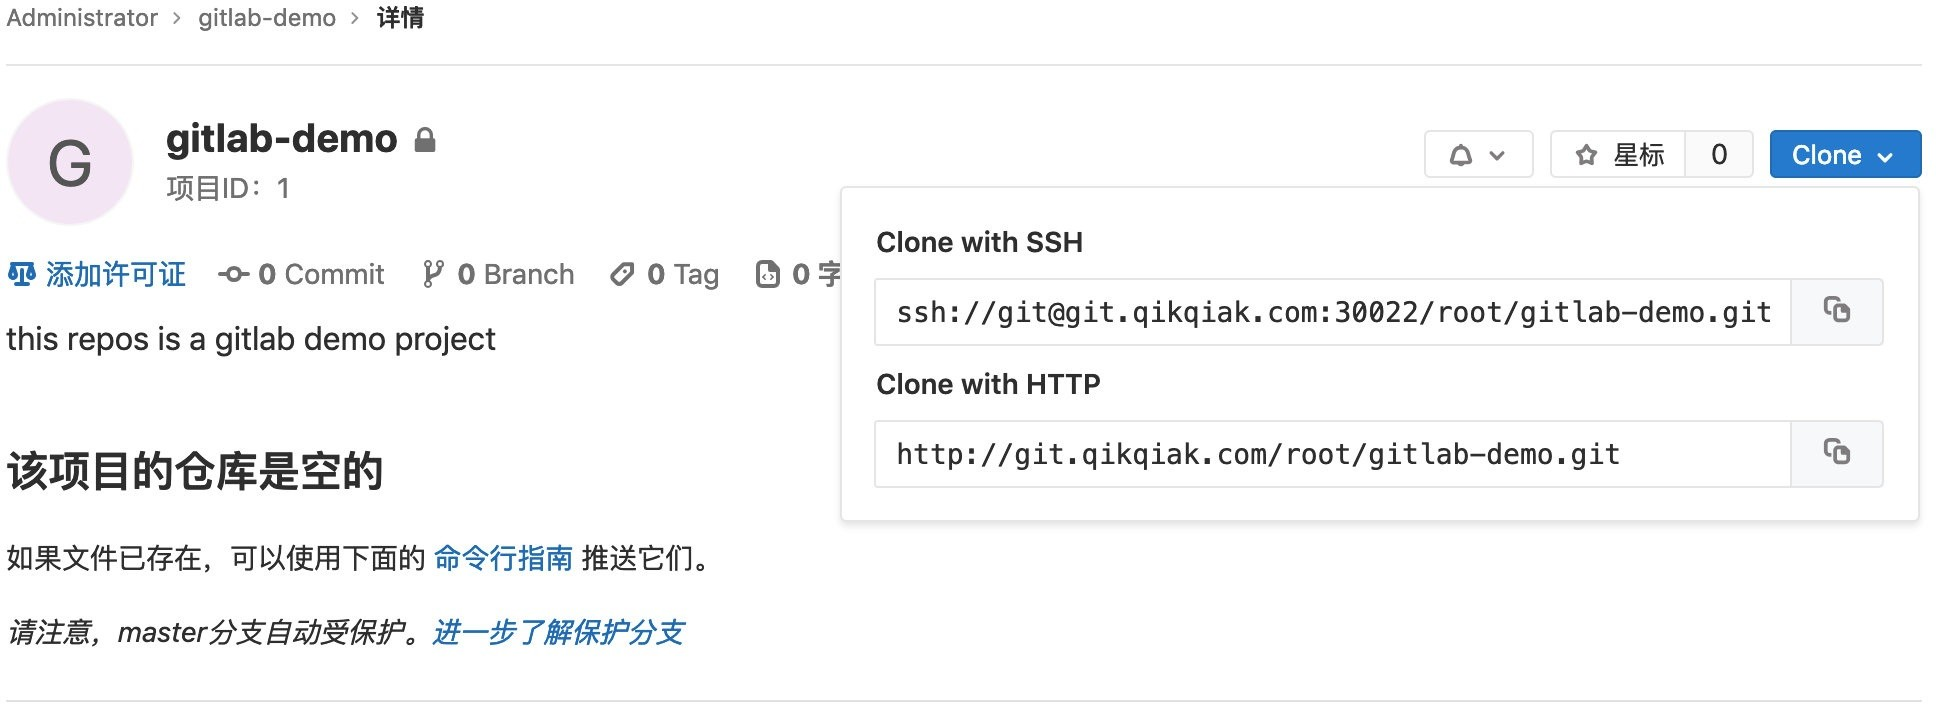 Administrator > gitlab-demo > 详情
G
gitlab-demo
项目ID：1
星标 0 Clone
添加许可证 0 Commit 0 Branch 0 Tag 0 字
this repos is a gitlab demo project
Clone with SSH
ssh://git@git.qikqiak.com:30022/root/gitlab-demo.git
Clone with HTTP
http://git.qikqiak.com/root/gitlab-demo.git
该项目的仓库是空的
如果文件已存在，可以使用下面的 命令行指南 推送它们。
请注意，master分支自动受保护。进一步了解保护分支